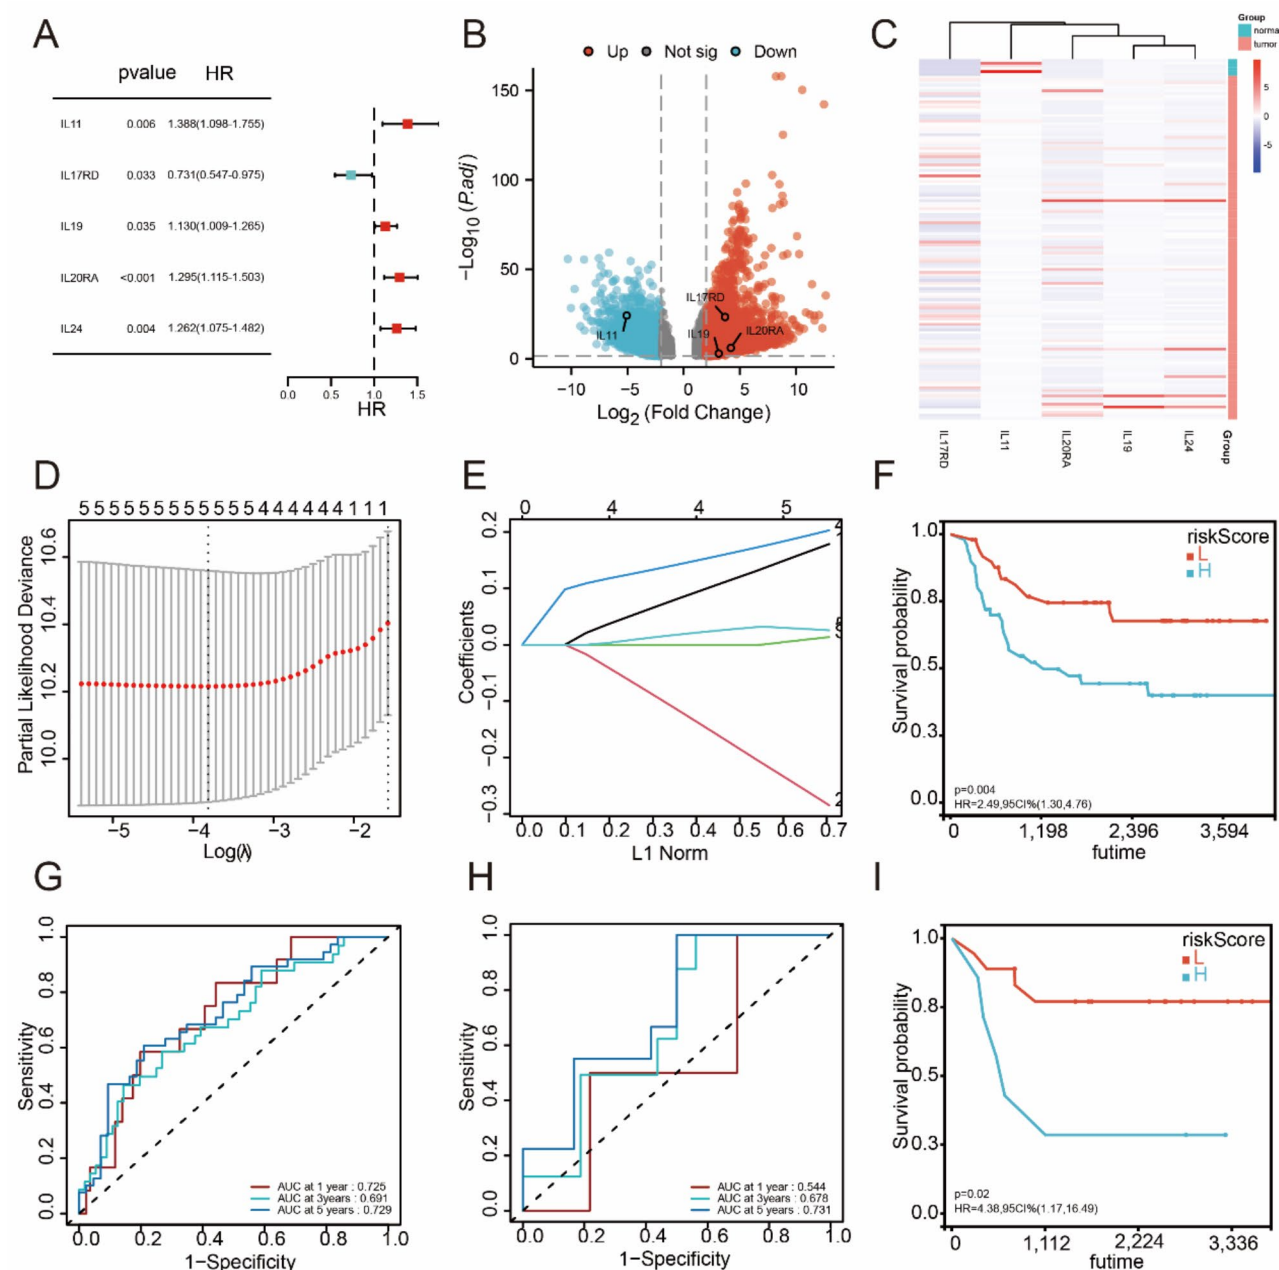 A
pvalue HR
IL11 0.006 1.388(1.098-1.755)
IL17RD 0.033 0.731(0.547-0.975)
IL19 0.035 1.130(1.009-1.265)
IL20RA <0.001 1.295(1.115-1.503)
IL24 0.004 1.262(1.075-1.482)
0.0 0.5 1.0 1.5
HR
B
Up Not sig Down
150
100
50
0
−Log10 (P.adj)
IL17RD
IL11
IL19
IL20RA
−10 −5 0 5 10
Log2 (Fold Change)
C
Group
norma
tumor
5
0
-5
IL17RD
IL11
IL20RA
IL19
IL24
Group
D
5 5 5 5 5 5 5 5 5 5 5 5 4 4 4 4 4 4 1 1 1
10.6
10.4
10.2
10.0
Partial Likelihood Deviance
−5 −4 −3 −2
Log(λ)
E
0 4 4 5
0.2
0.1
0.0
−0.1
−0.2
−0.3
Coefficients
2
0.0 0.1 0.2 0.3 0.4 0.5 0.6 0.7
L1 Norm
F
riskScore
L
H
1.0
0.8
0.5
0.3
0.0
Survival probability
p=0.004
HR=2.49,95CI%(1.30,4.76)
0 1,198 2,396 3,594
futime
G
1.0
0.8
0.6
0.4
0.2
0.0
Sensitivity
AUC at 1 year : 0.725
AUC at 3years : 0.691
AUC at 5 years : 0.729
0.0 0.2 0.4 0.6 0.8 1.0
1−Specificity
H
1.0
0.8
0.6
0.4
0.2
0.0
Sensitivity
AUC at 1 year : 0.544
AUC at 3years : 0.678
AUC at 5 years : 0.731
0.0 0.2 0.4 0.6 0.8 1.0
1−Specificity
I
riskScore
L
H
1.0
0.8
0.5
0.3
0.0
Survival probability
p=0.02
HR=4.38,95CI%(1.17,16.49)
0 1,112 2,224 3,336
futime